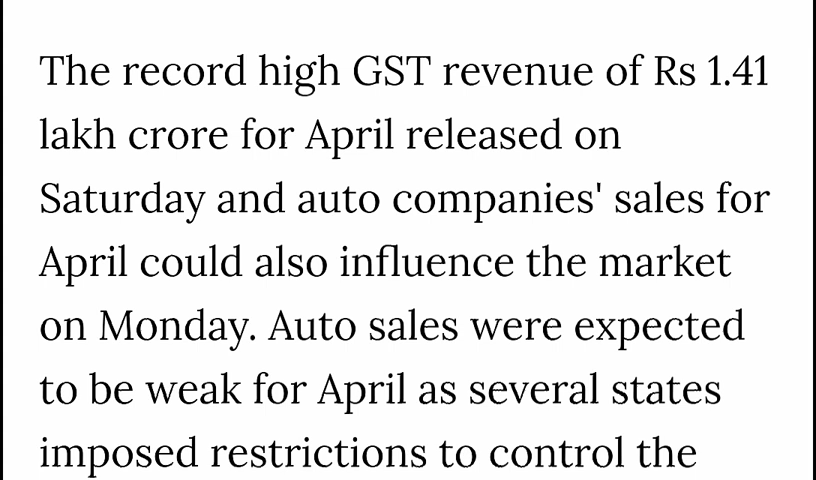 The record high GST revenue of Rs 1.41
lakh crore for April released on
Saturday and auto companies' sales for
April could also influence the market
on Monday. Auto sales were expected
to be weak for April as several states
imposed restrictions to control the